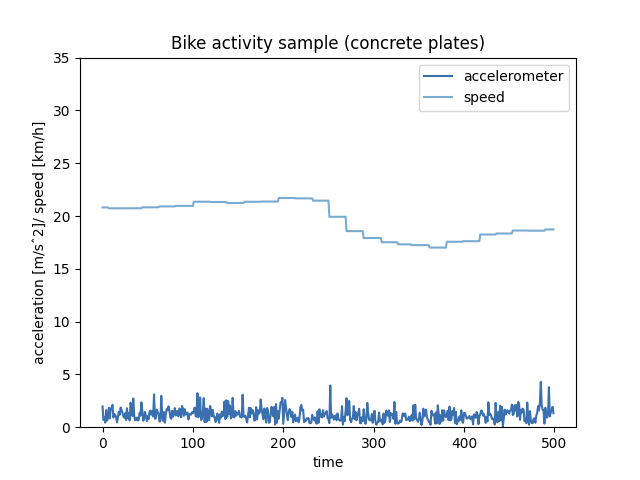 Bike activity sample (concrete plates)
accelerometer
speed
acceleration [m/sˆ2]/ speed [km/h]
35
30
25
20
15
10
5
0
0 100 200 300 400 500
time